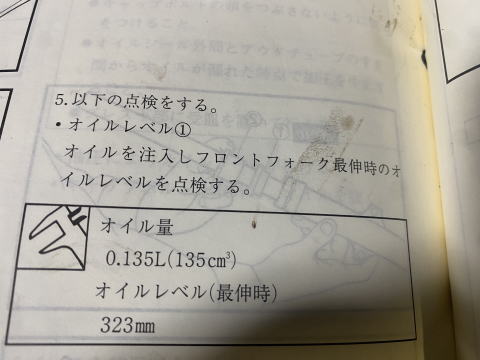 5.以下の点検をする。
・オイルレベル①
オイルを注入しフロントフォーク最伸時のオ
イルレベルを点検する。
オイル量
0.135L(135cm³)
オイルレベル(最伸時)
323mm